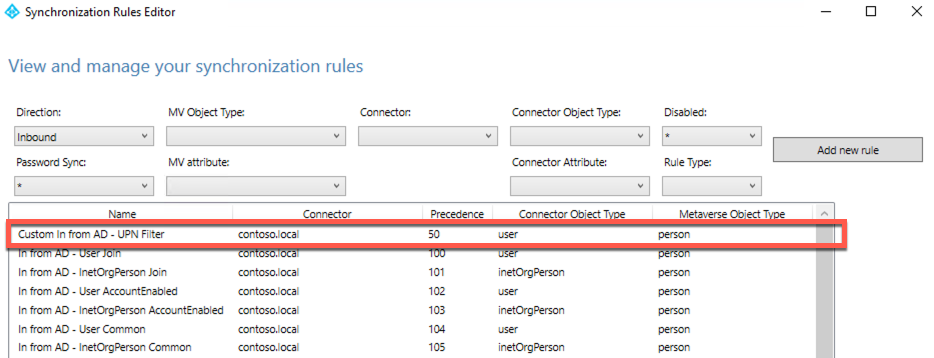 Synchronization Rules Editor
View and manage your synchronization rules
Direction: MV Object Type: Connector: Connector Object Type: Disabled:
Inbound *
Add new rule
Password Sync: MV attribute: Connector Attribute: Rule Type:
*
Name Connector Precedence Connector Object Type Metaverse Object Type
Custom In from AD - UPN Filter contoso.local 50 user person
In from AD - User Join contoso.local 100 user person
In from AD - InetOrgPerson Join contoso.local 101 inetOrgPerson person
In from AD - User AccountEnabled contoso.local 102 user person
In from AD - InetOrgPerson AccountEnabled contoso.local 103 inetOrgPerson person
In from AD - User Common contoso.local 104 user person
In from AD - InetOrgPerson Common contoso.local 105 inetOrgPerson person